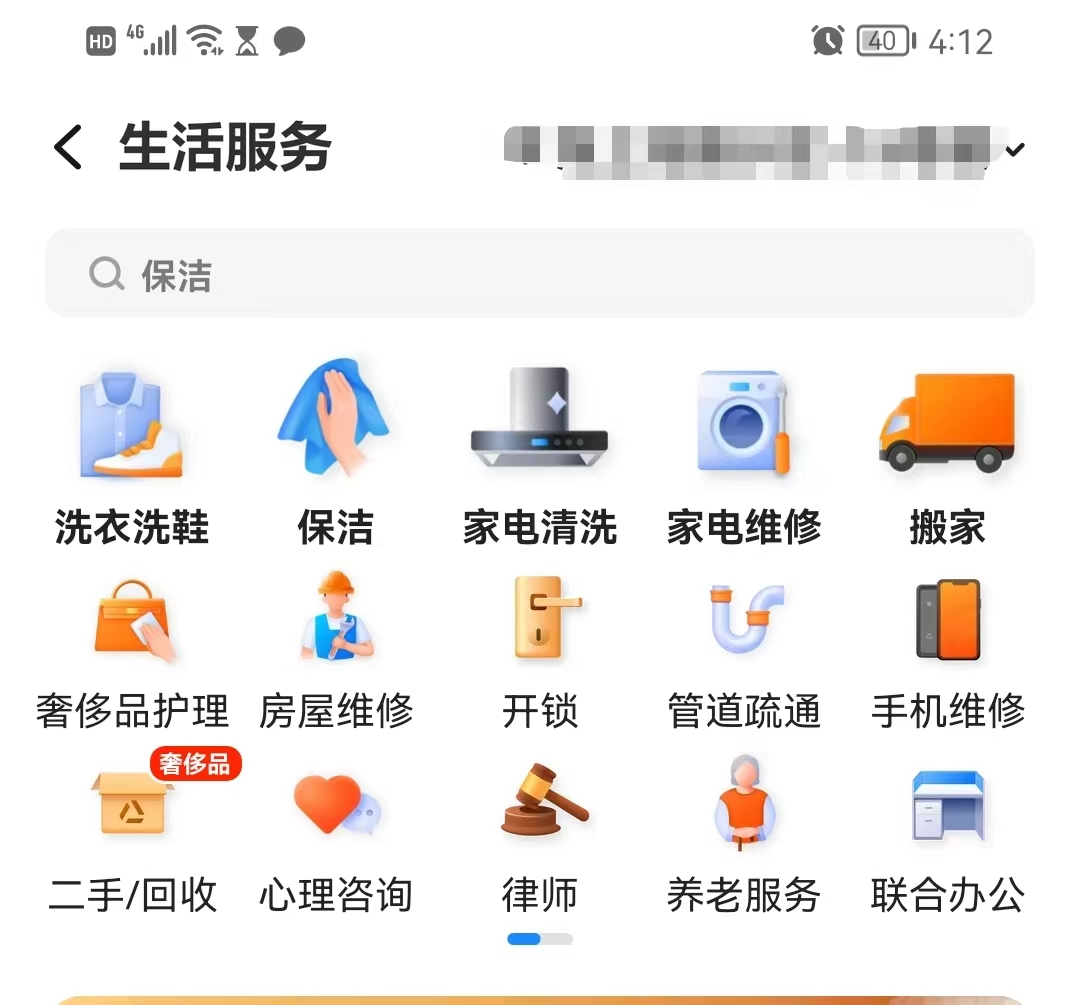 HD 4G 40 4:12
生活服务
保洁
洗衣洗鞋 保洁 家电清洗 家电维修 搬家
奢侈品护理 房屋维修 开锁 管道疏通 手机维修
奢侈品
二手/回收 心理咨询 律师 养老服务 联合办公